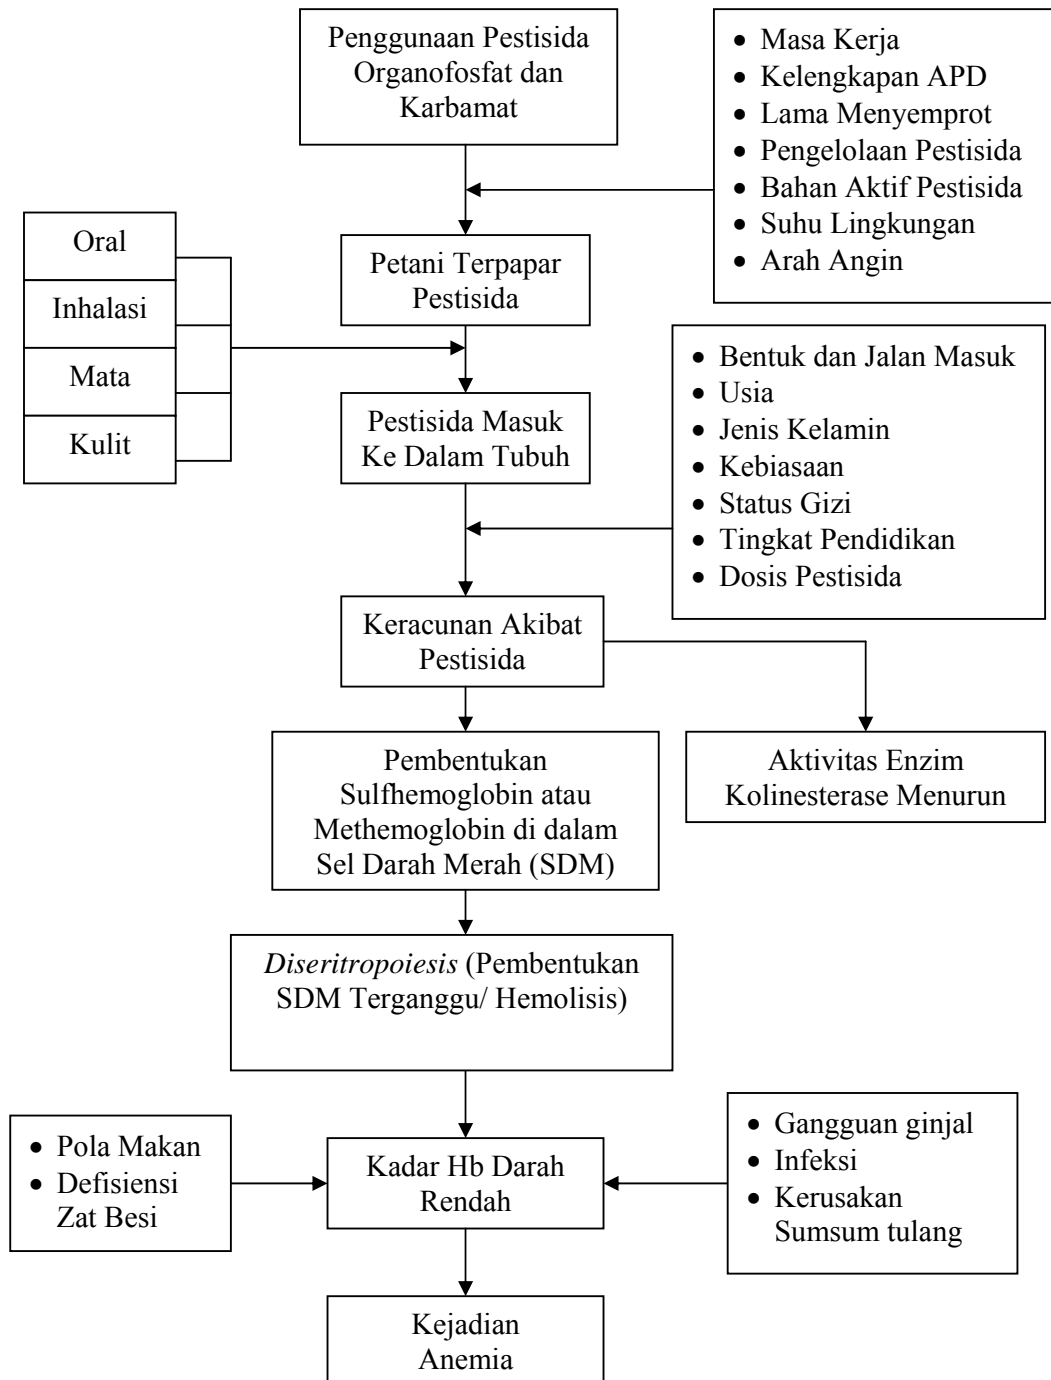 Penggunaan Pestisida
Organofosfat dan
Karbamat
• Masa Kerja
• Kelengkapan APD
• Lama Menyemprot
• Pengelolaan Pestisida
• Bahan Aktif Pestisida
• Suhu Lingkungan
• Arah Angin
Oral
Inhalasi
Mata
Kulit
Petani Terpapar
Pestisida
• Bentuk dan Jalan Masuk
• Usia
• Jenis Kelamin
• Kebiasaan
• Status Gizi
• Tingkat Pendidikan
• Dosis Pestisida
Pestisida Masuk
Ke Dalam Tubuh
Keracunan Akibat
Pestisida
Pembentukan
Sulfhemoglobin atau
Methemoglobin di dalam
Sel Darah Merah (SDM)
Aktivitas Enzim
Kolinesterase Menurun
Diseritropoiesis (Pembentukan
SDM Terganggu/ Hemolisis)
• Pola Makan
• Defisiensi
Zat Besi
Kadar Hb Darah
Rendah
• Gangguan ginjal
• Infeksi
• Kerusakan
Sumsum tulang
Kejadian
Anemia